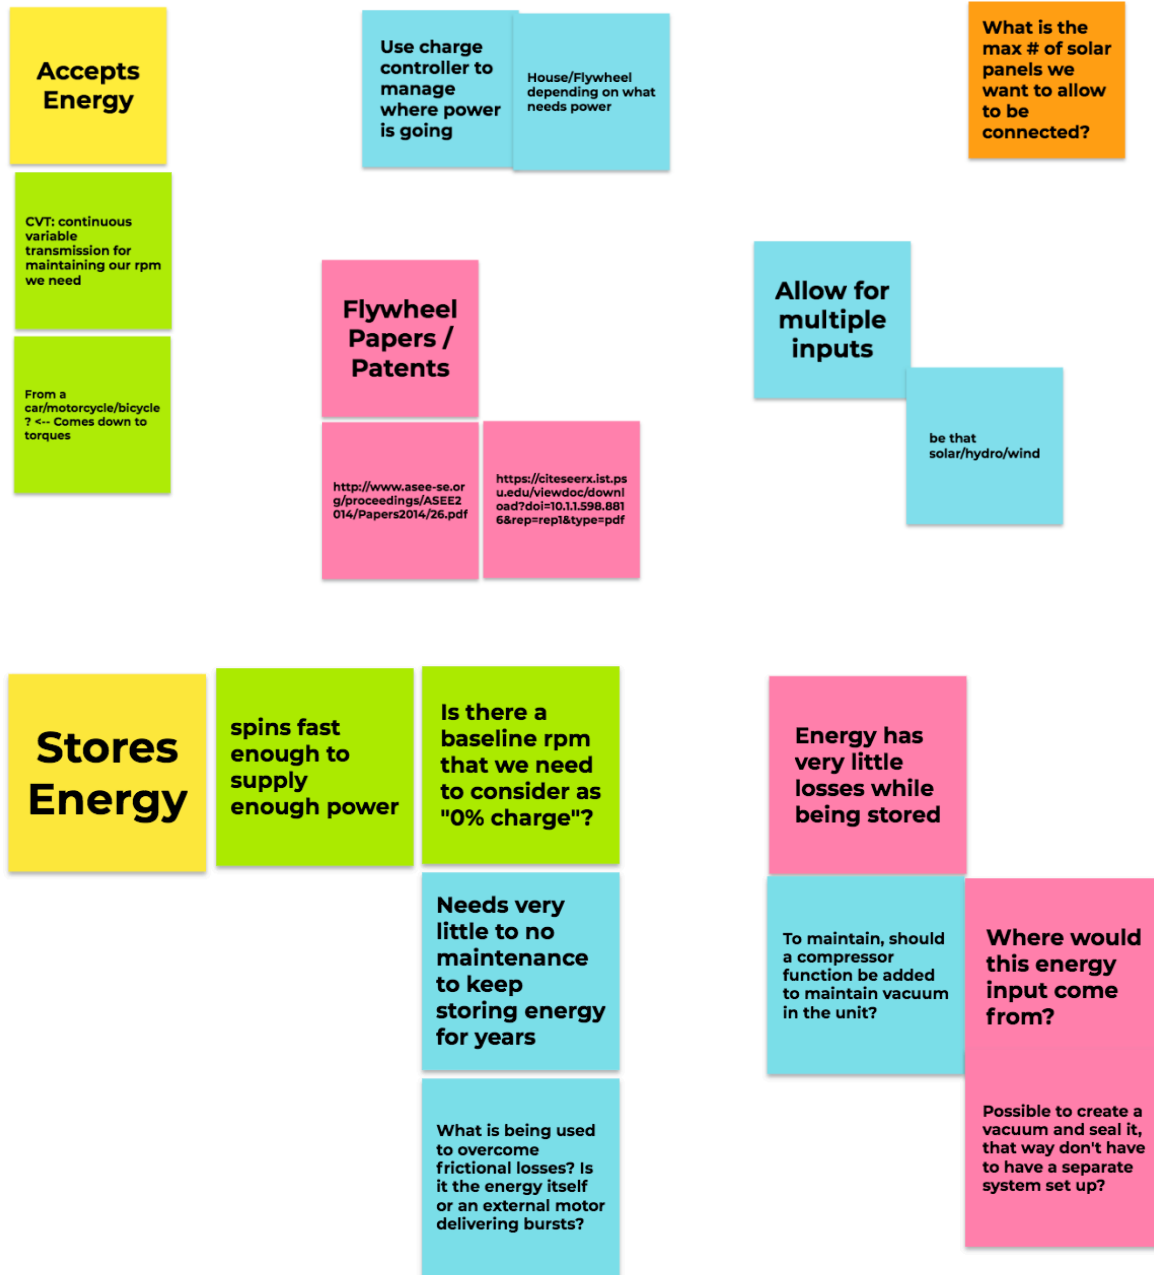 Accepts
Energy
Use charge
controller to
manage
where power
is going
House/Flywheel
depending on what
needs power
What is the
max # of solar
panels we
want to allow
to be
connected?
CVT: continuous
variable
transmission for
maintaining our rpm
we need
From a
car/motorcycle/bicycle
? <-- Comes down to
torques
Flywheel
Papers /
Patents
http://www.asee-se.or
g/proceedings/ASEE2
014/Papers2014/26.pdf
https://citeseerx.ist.ps
u.edu/viewdoc/downl
oad?doi=10.1.1.598.881
6&rep=rep1&type=pdf
Allow for
multiple
inputs
be that
solar/hydro/wind
Stores
Energy
spins fast
enough to
supply
enough power
Is there a
baseline rpm
that we need
to consider as
"0% charge"?
Needs very
little to no
maintenance
to keep
storing energy
for years
What is being used
to overcome
frictional losses? Is
it the energy itself
or an external motor
delivering bursts?
Energy has
very little
losses while
being stored
To maintain, should
a compressor
function be added
to maintain vacuum
in the unit?
Where would
this energy
input come
from?
Possible to create a
vacuum and seal it,
that way don't have
to have a separate
system set up?